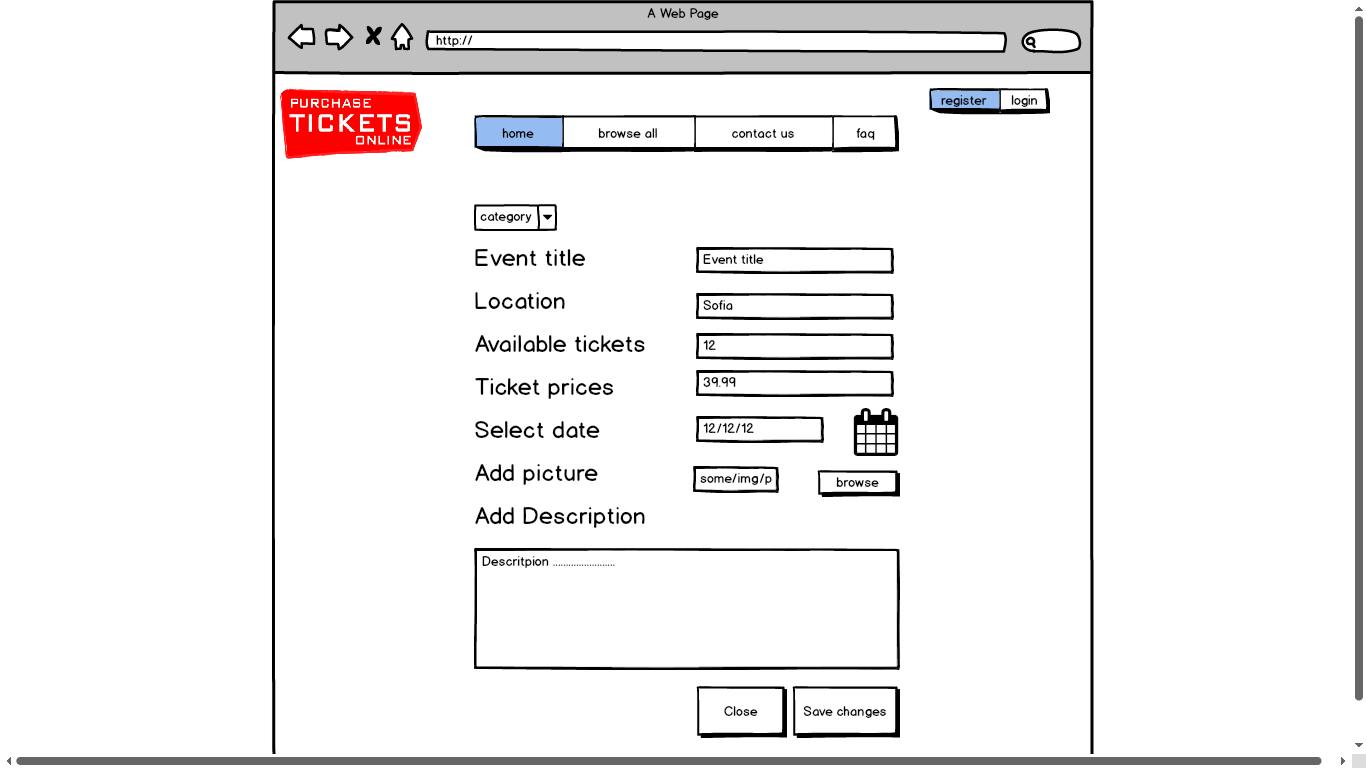 A Web Page
http://
PURCHASE
TICKETS
ONLINE
register login
home browse all contact us faq
category
Event title Event title
Location Sofia
Available tickets 12
Ticket prices 39.99
Select date 12/12/12
Add picture some/img/p browse
Add Description
Descritpion ........................
Close Save changes